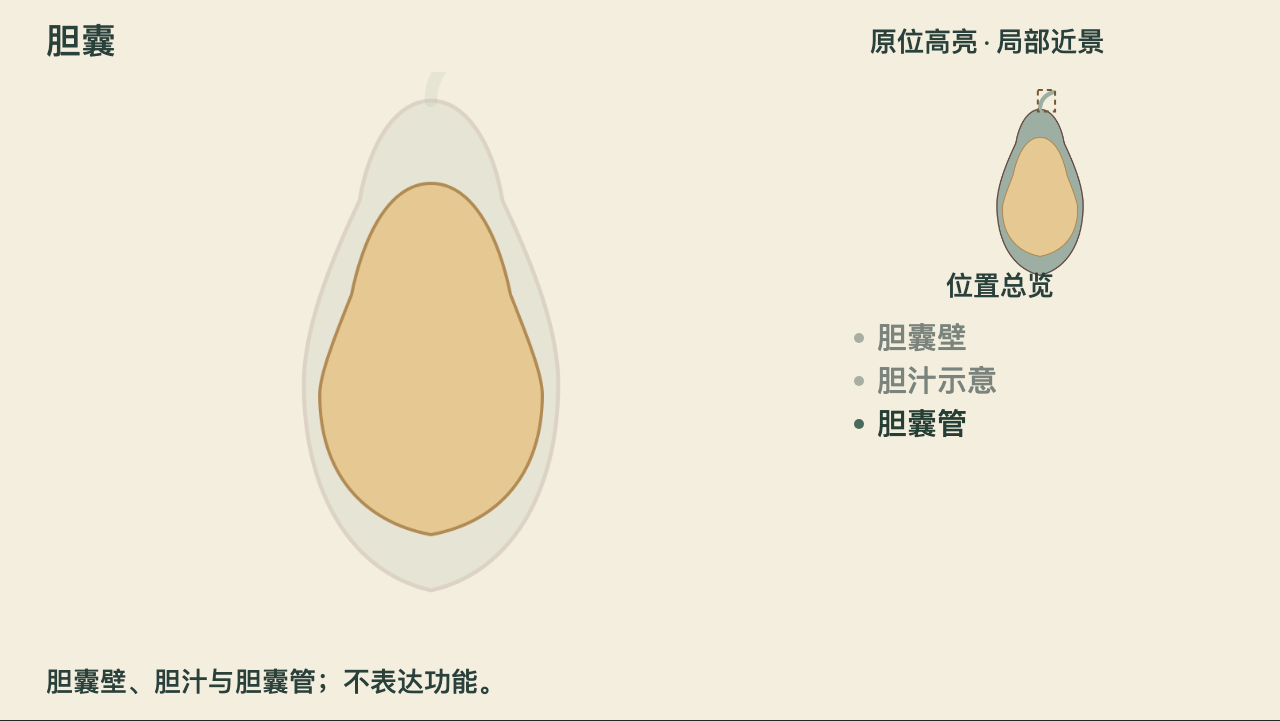 胆囊
原位高亮 · 局部近景
位置总览
胆囊壁
胆汁示意
胆囊管
胆囊壁、胆汁与胆囊管；不表达功能。